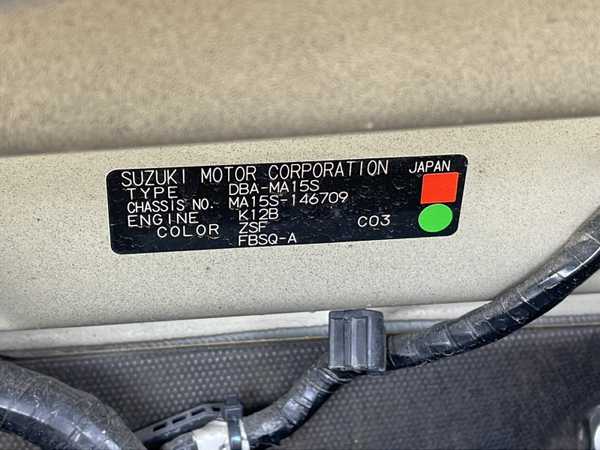 SUZUKI MOTOR CORPORATION JAPAN
TYPE DBA-MA15S
CHASSIS NO. MA15S-146709
ENGINE K12B
COLOR ZSF C03
FBSQ-A